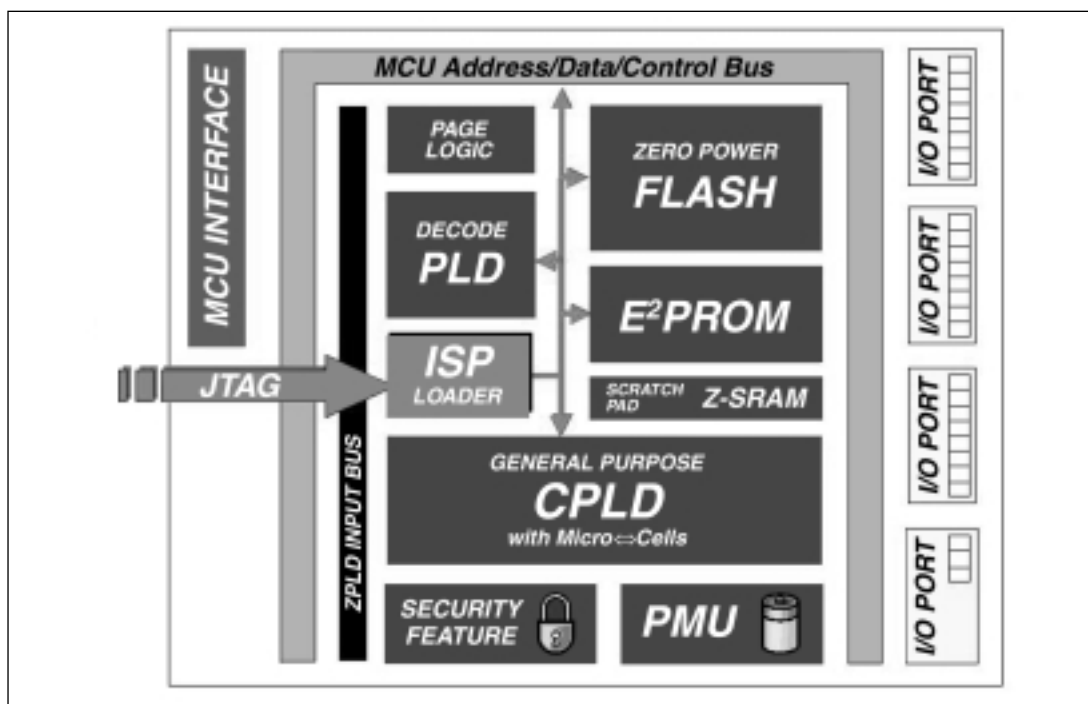 MCU Address/Data/Control Bus
MCU INTERFACE
PAGE
LOGIC
ZERO POWER
FLASH
DECODE
PLD
E²PROM
ISP
LOADER
JTAG
SCRATCH
PAD
Z-SRAM
ZPLD INPUT BUS
GENERAL PURPOSE
CPLD
with Micro⇔Cells
SECURITY
FEATURE
PMU
I/O PORT
I/O PORT
I/O PORT
I/O PORT